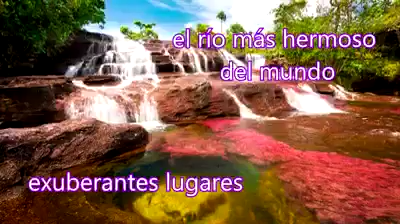 el río más hermoso
del mundo
exuberantes lugares